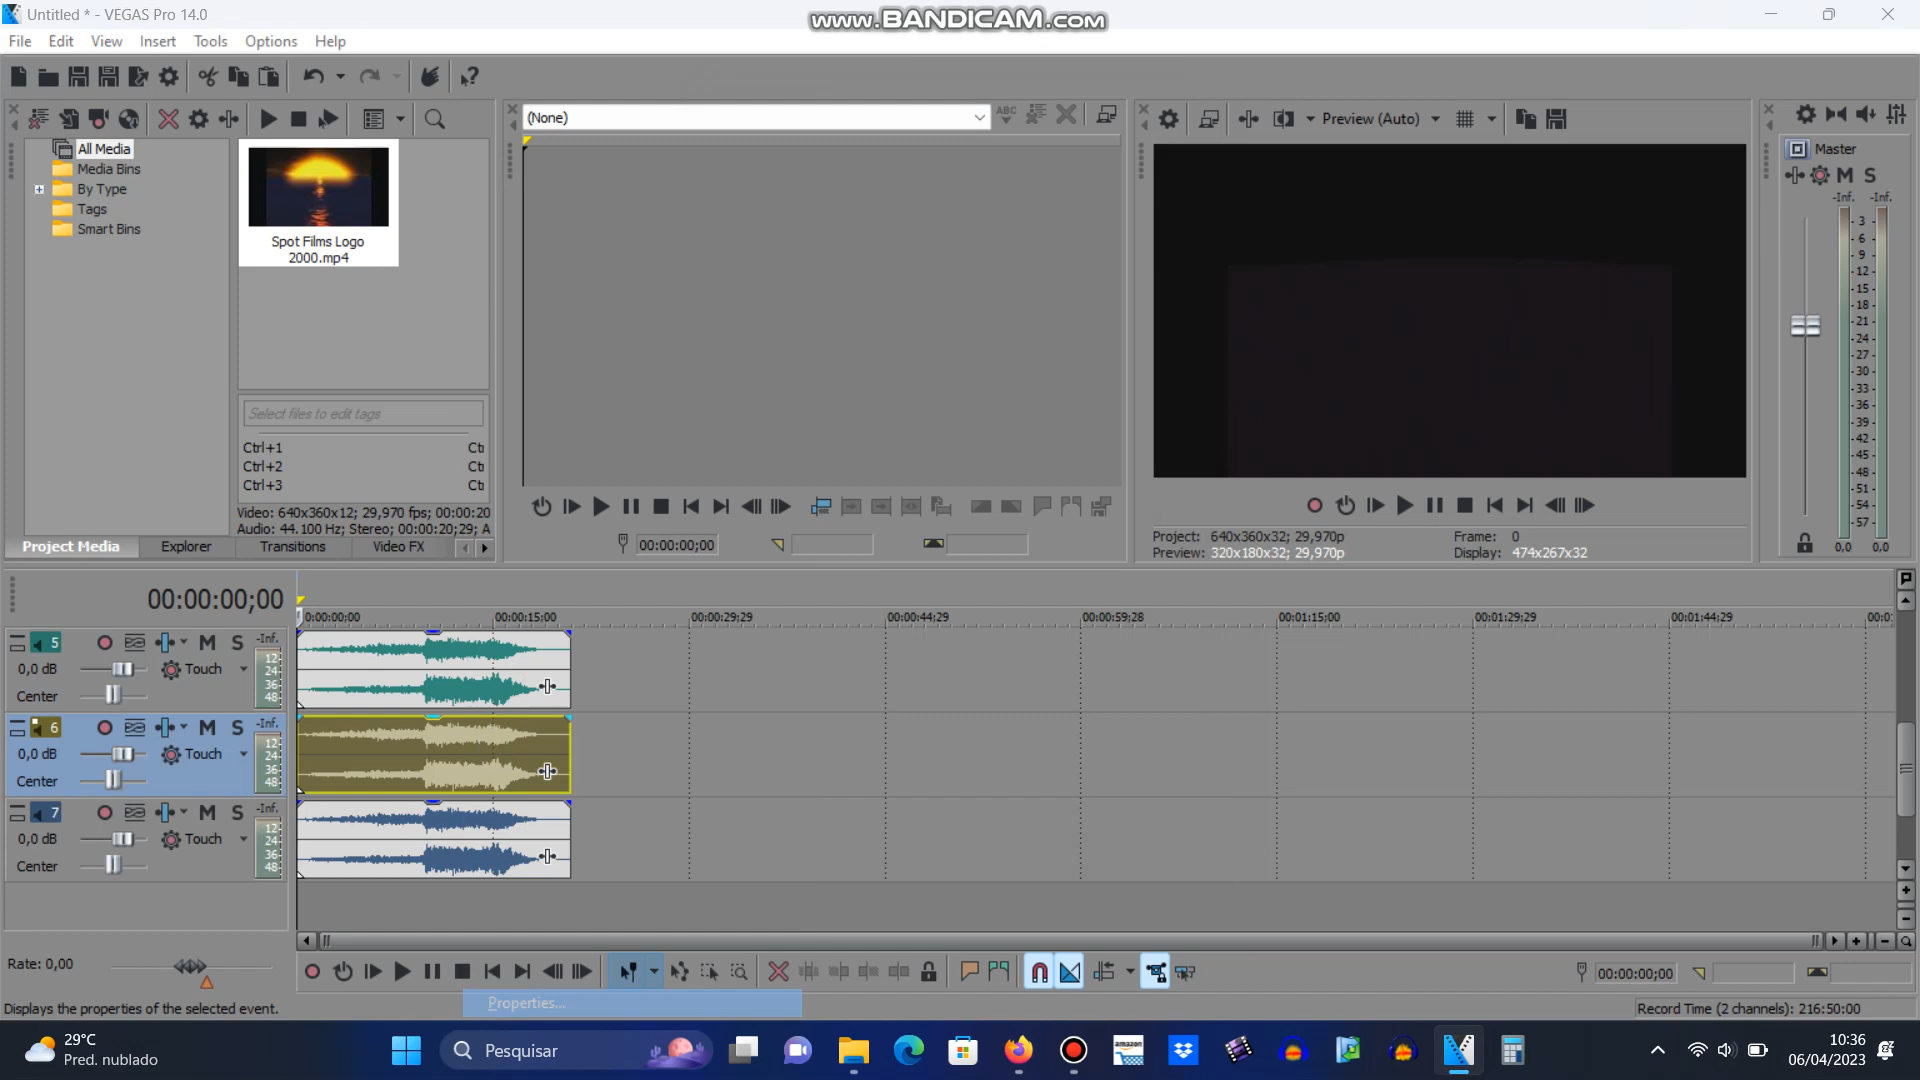 Untitled * - VEGAS Pro 14.0
www.BANDICAM.com
File Edit View Insert Tools Options Help
(None)
Preview (Auto)
All Media
Media Bins
By Type
Tags
Smart Bins
Spot Films Logo
2000.mp4
Select files to edit tags
Ctrl+1 Ct
Ctrl+2 Ct
Ctrl+3 Ct
Video: 640x360x12; 29,970 fps; 00:00:20
Audio: 44.100 Hz; Stereo; 00:00:20;29; A
Project Media Explorer Transitions Video FX
00:00:00;00
Project: 640x360x32; 29,970p Frame: 0
Preview: 320x180x32; 29,970p Display: 474x267x32
Master
M S
-Inf. -Inf.
3
6
9
12
15
18
21
24
27
30
33
36
39
42
45
48
51
54
57
0,0 0,0
00:00:00;00
0:00:00;00 00:00:15;00 00:00:29;29 00:00:44;29 00:00:59;28 00:01:15;00 00:01:29;29 00:01:44;29 00:0
5 M S -Inf.
0,0 dB Touch
Center
12
24
36
48
6 M S -Inf.
0,0 dB Touch
Center
12
24
36
48
7 M S -Inf.
0,0 dB Touch
Center
12
24
36
48
Rate: 0,00
00:00:00;00
Properties...
Displays the properties of the selected event.
Record Time (2 channels): 216:50:00
29°C
Pred. nublado
Pesquisar
amazon
10:36
06/04/2023